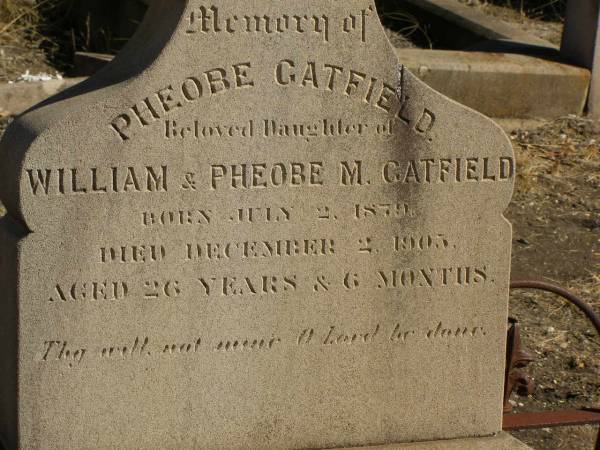 Memory of
PHEOBE GATFIELD,
Beloved Daughter of
WILLIAM & PHEOBE M. GATFIELD
BORN JULY 2. 1879.
DIED DECEMBER 2. 1905.
AGED 26 YEARS & 6 MONTHS.
Thy will, not mine O Lord be done.